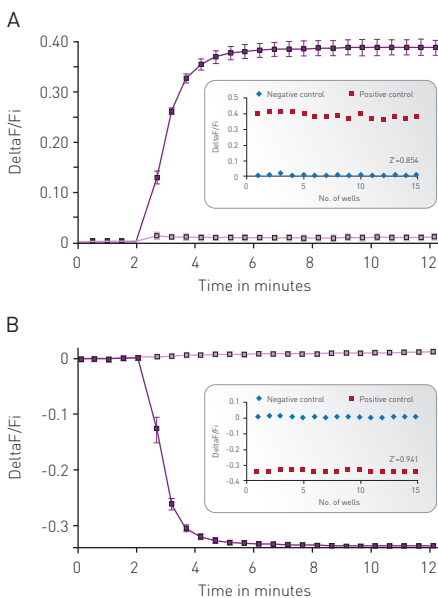 A
0.40
0.30
0.20
0.10
0
DeltaF/Fi
0 2 4 6 8 10 12
Time in minutes
Negative control Positive control
0.5
0.4
0.3
0.2
0.1
0
DeltaF/Fi
Z'=0.854
0 5 10 15
No. of wells
B
0
-0.1
-0.2
-0.3
DeltaF/Fi
0 2 4 6 8 10 12
Time in minutes
Negative control Positive control
0.1
0
-0.1
-0.2
-0.3
-0.3
-0.4
DeltaF/Fi
Z'=0.941
5 10 15
No. of wells